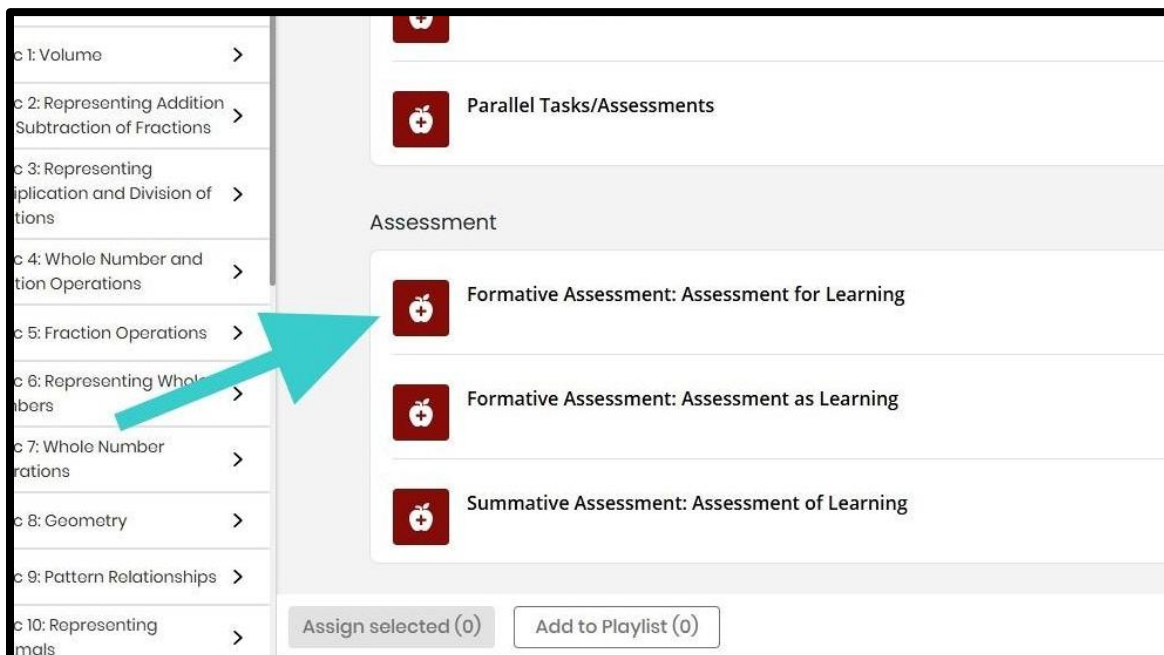 c 1: Volume
c 2: Representing Addition
Subtraction of Fractions
c 3: Representing
iplication and Division of
tions
c 4: Whole Number and
tion Operations
c 5: Fraction Operations
c 6: Representing Whole
bers
c 7: Whole Number
rations
c 8: Geometry
c 9: Pattern Relationships
c 10: Representing
mals
Parallel Tasks/Assessments
Assessment
Formative Assessment: Assessment for Learning
Formative Assessment: Assessment as Learning
Summative Assessment: Assessment of Learning
Assign selected (0)
Add to Playlist (0)